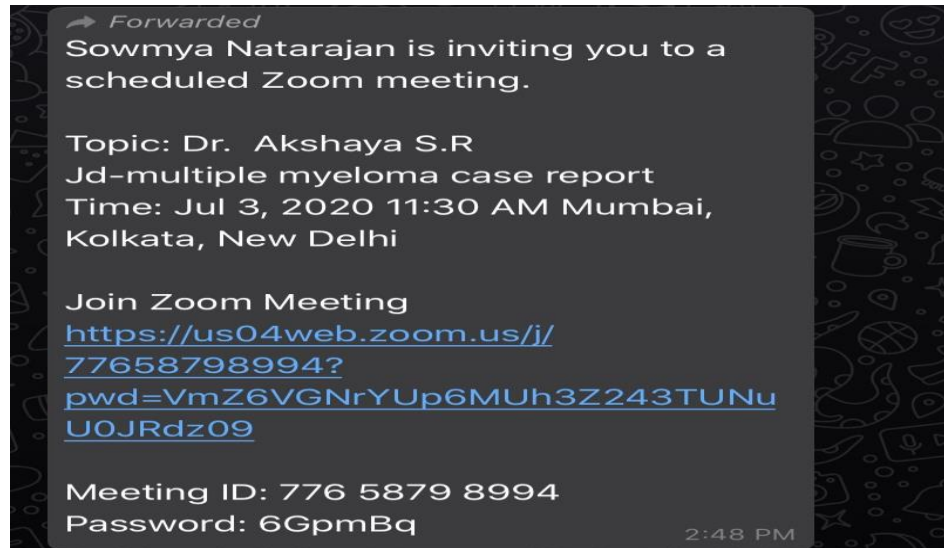 Forwarded
Sowmya Natarajan is inviting you to a
scheduled Zoom meeting.
Topic: Dr. Akshaya S.R
Jd-multiple myeloma case report
Time: Jul 3, 2020 11:30 AM Mumbai,
Kolkata, New Delhi
Join Zoom Meeting
https://us04web.zoom.us/j/
77658798994?
pwd=VmZ6VGNrYUp6MUh3Z243TUNu
U0JRdz09
Meeting ID: 776 5879 8994
Password: 6GpmBq
2:48 PM